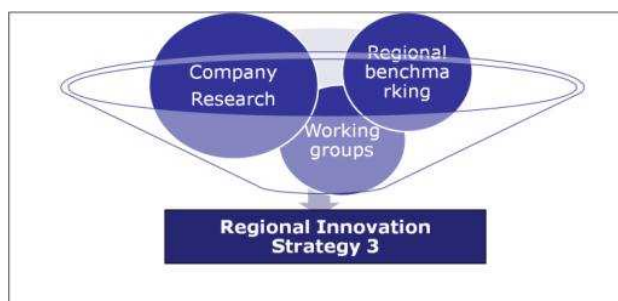 Company
Research
Regional
benchma
rking
Working
groups
Regional Innovation
Strategy 3